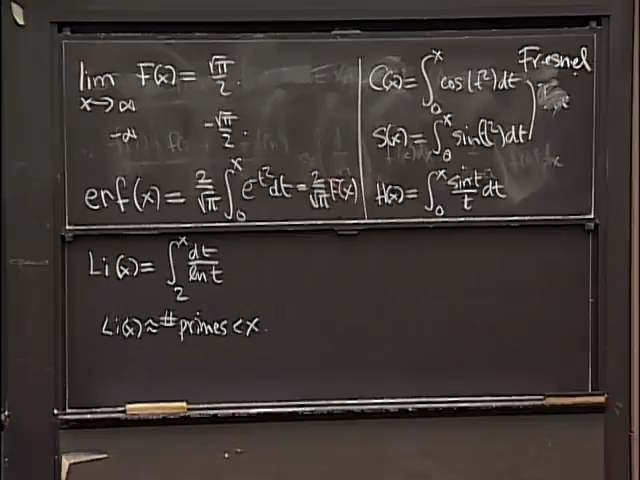 lim F(x) = √π/2.
x→∞
-∞ -√π/2.
erf(x) = 2/√π ∫₀ˣ e^{-t²}dt = 2/√π F(x)
Fresnel
C(x) = ∫₀ˣ cos(t²)dt
S(x) = ∫₀ˣ sin(t²)dt
H(x) = ∫₀ˣ sin t/t dt
Li(x) = ∫₂ˣ dt/ln t
Li(x) ≈ # primes < x.